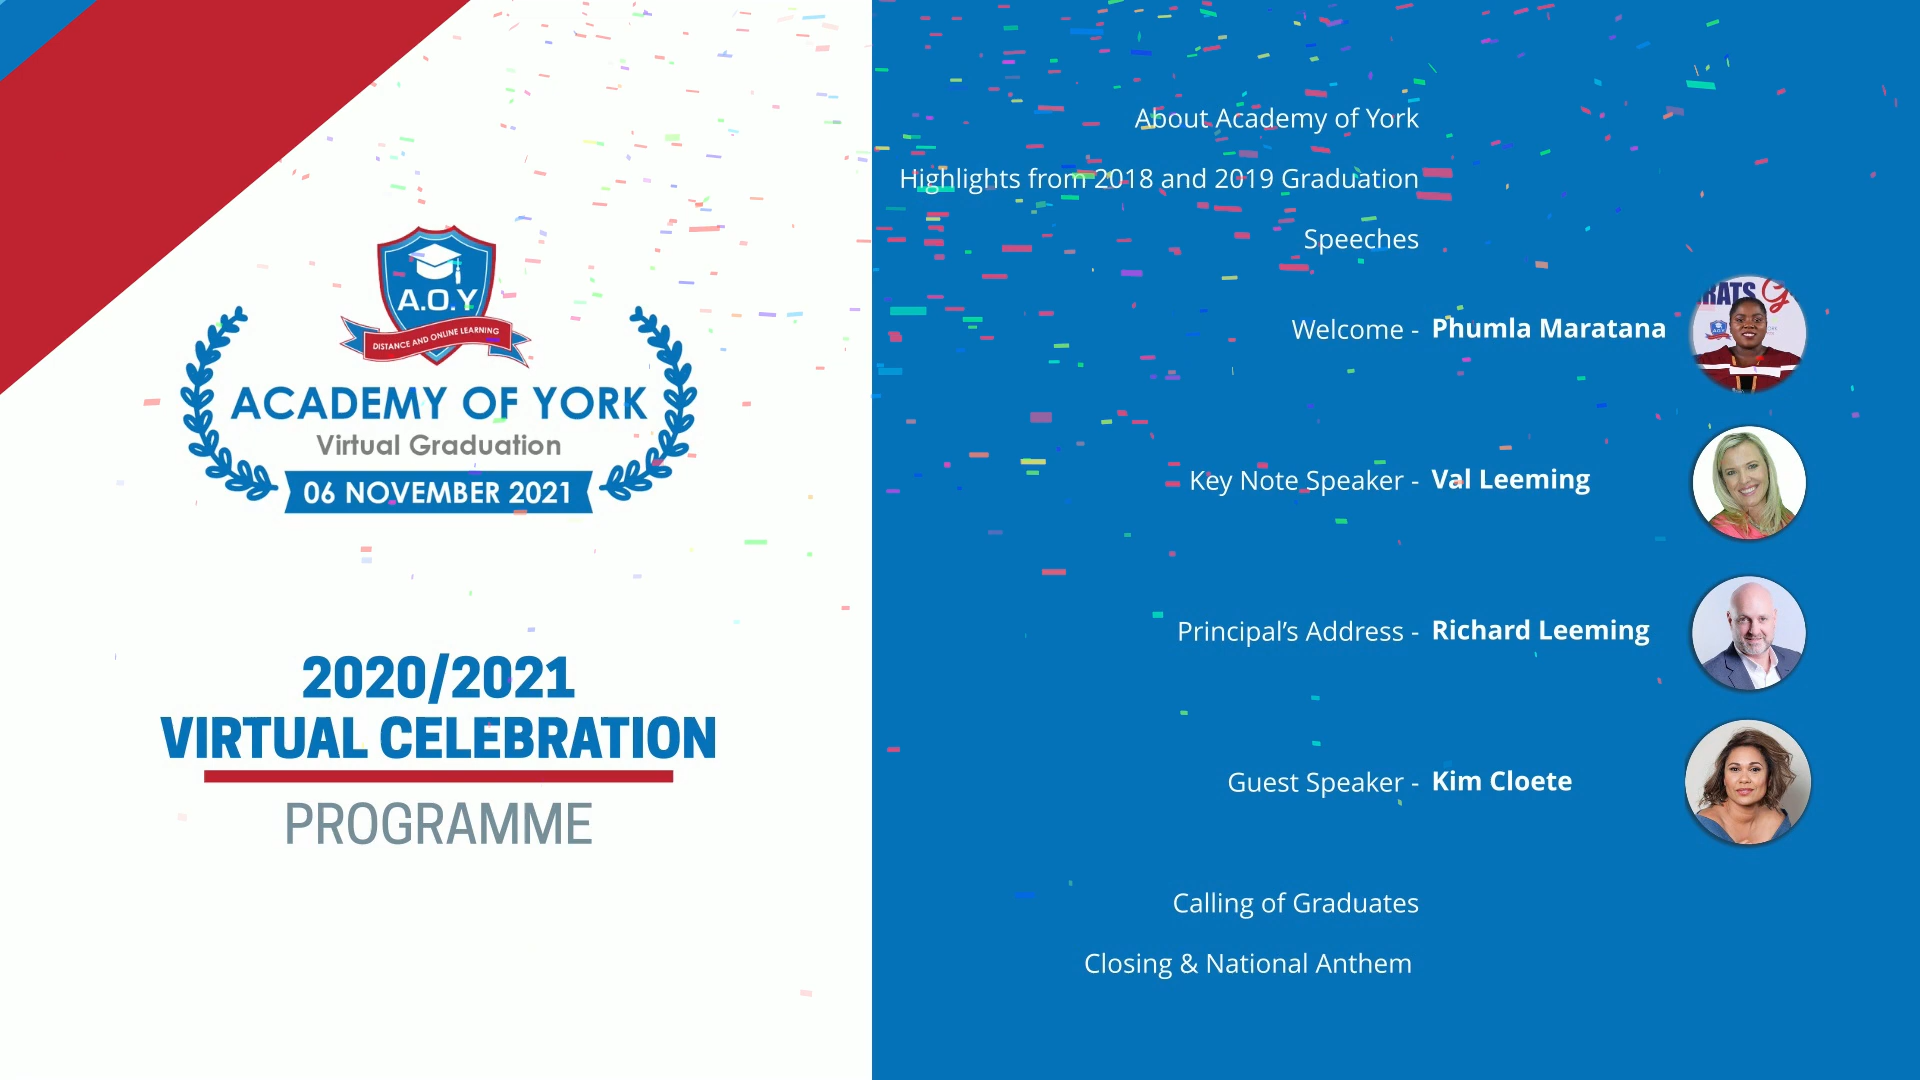 A.O.Y
DISTANCE AND ONLINE LEARNING
ACADEMY OF YORK
Virtual Graduation
06 NOVEMBER 2021
2020/2021
VIRTUAL CELEBRATION
PROGRAMME
About Academy of York
Highlights from 2018 and 2019 Graduation
Speeches
Welcome - Phumla Maratana
Key Note Speaker - Val Leeming
Principal’s Address - Richard Leeming
Guest Speaker - Kim Cloete
Calling of Graduates
Closing & National Anthem